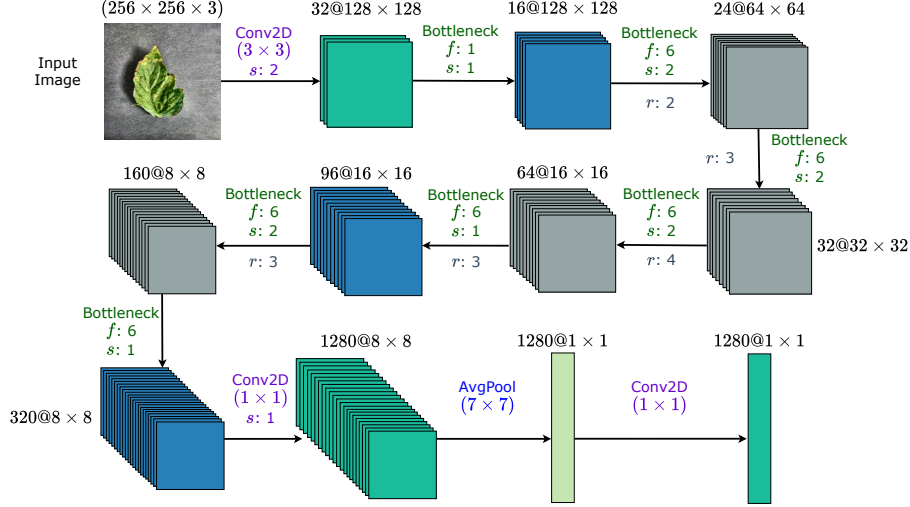 (256 × 256 × 3)
Input
Image
Conv2D
(3 × 3)
s: 2
32@128 × 128
Bottleneck
f: 1
s: 1
16@128 × 128
Bottleneck
f: 6
s: 2
r: 2
24@64 × 64
r: 3
Bottleneck
f: 6
s: 2
32@32 × 32
Bottleneck
f: 6
s: 2
r: 4
64@16 × 16
Bottleneck
f: 6
s: 1
r: 3
96@16 × 16
Bottleneck
f: 6
s: 2
r: 3
160@8 × 8
Bottleneck
f: 6
s: 1
320@8 × 8
Conv2D
(1 × 1)
s: 1
1280@8 × 8
AvgPool
(7 × 7)
1280@1 × 1
Conv2D
(1 × 1)
1280@1 × 1